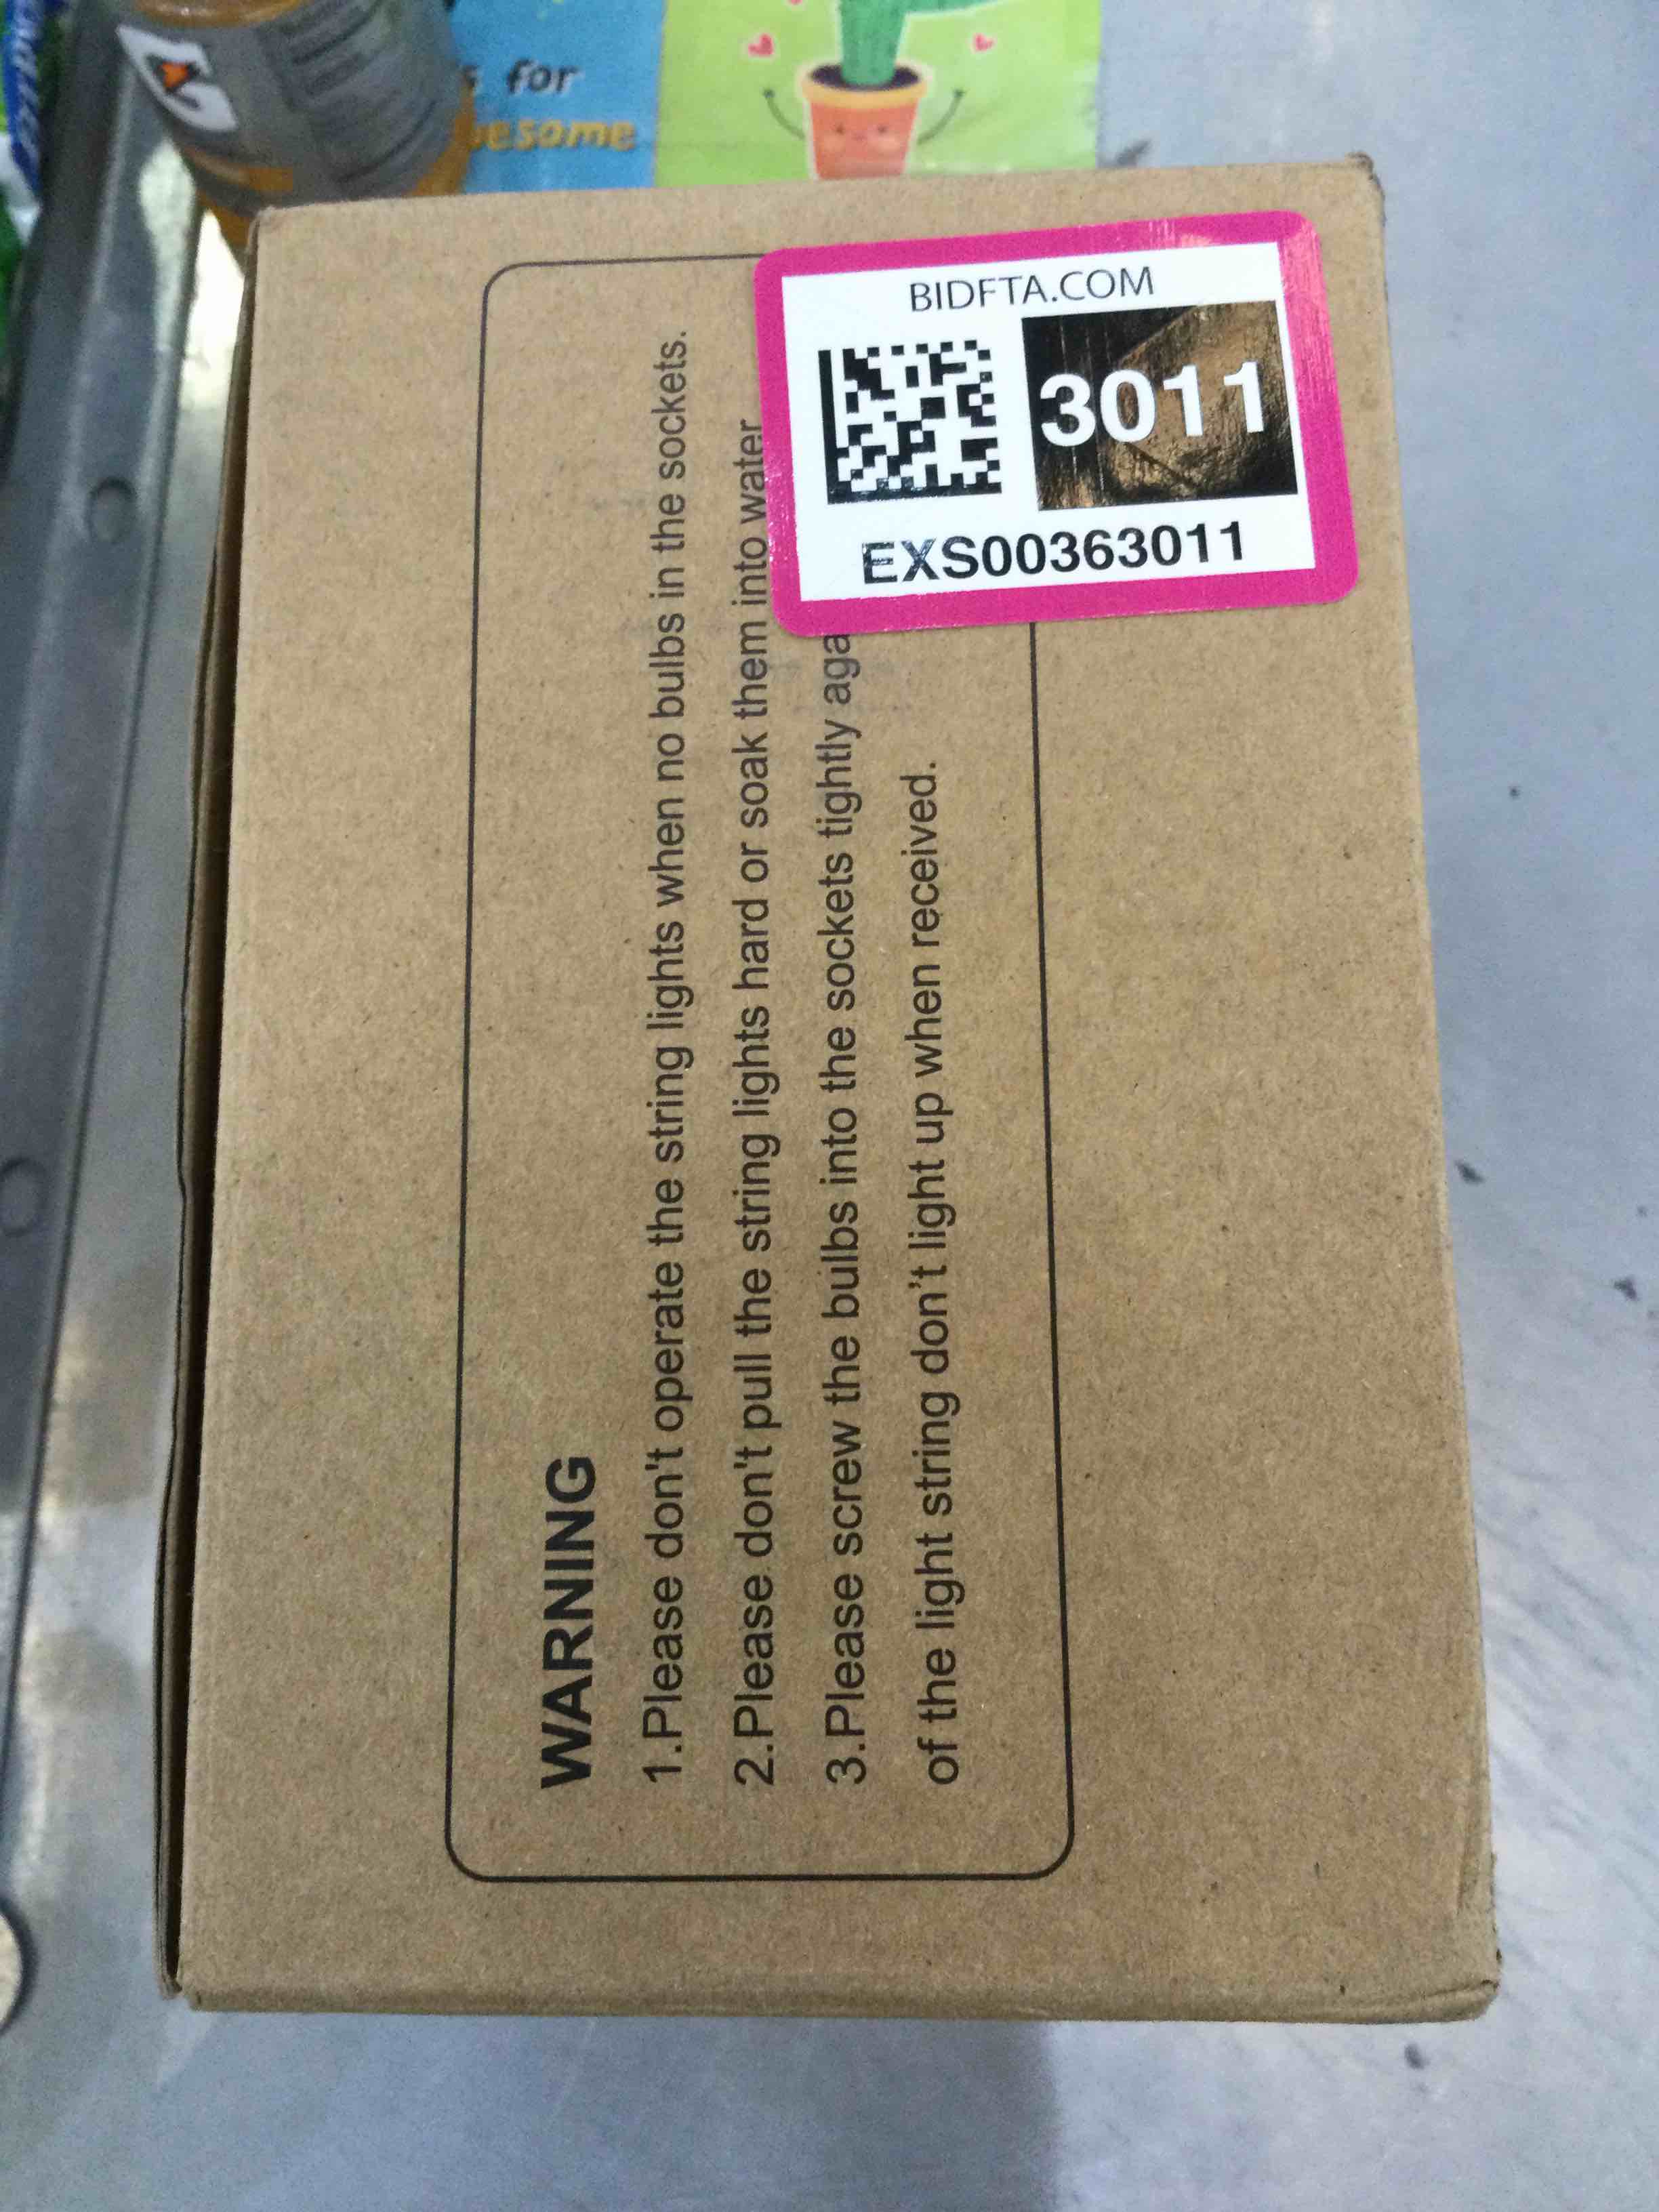 for
esome
BIDFTA.COM
3011
EXS00363011
WARNING
1.Please don't operate the string lights when no bulbs in the sockets.
2.Please don't pull the string lights hard or soak them into water
3.Please screw the bulbs into the sockets tightly aga
of the light string don't light up when received.